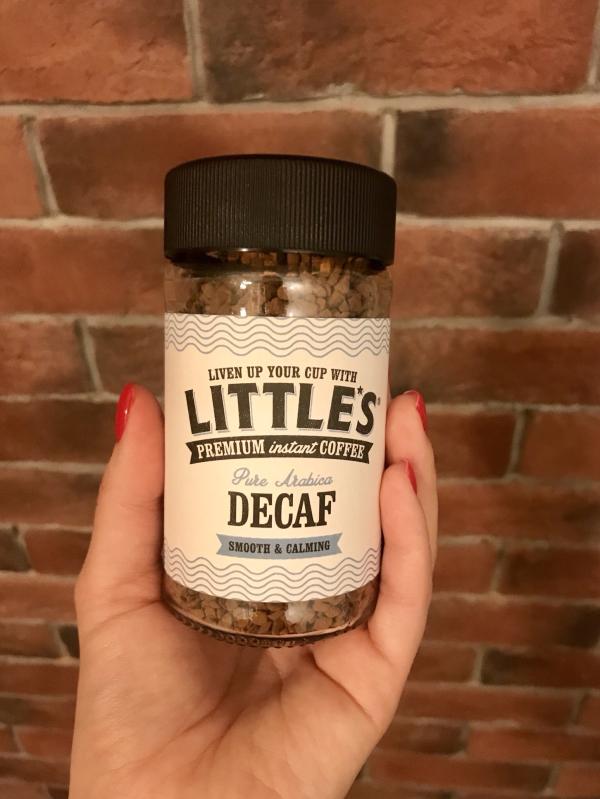 LIVEN UP YOUR CUP WITH
LITTLE'S®
PREMIUM instant COFFEE
Pure Arabica
DECAF
SMOOTH & CALMING